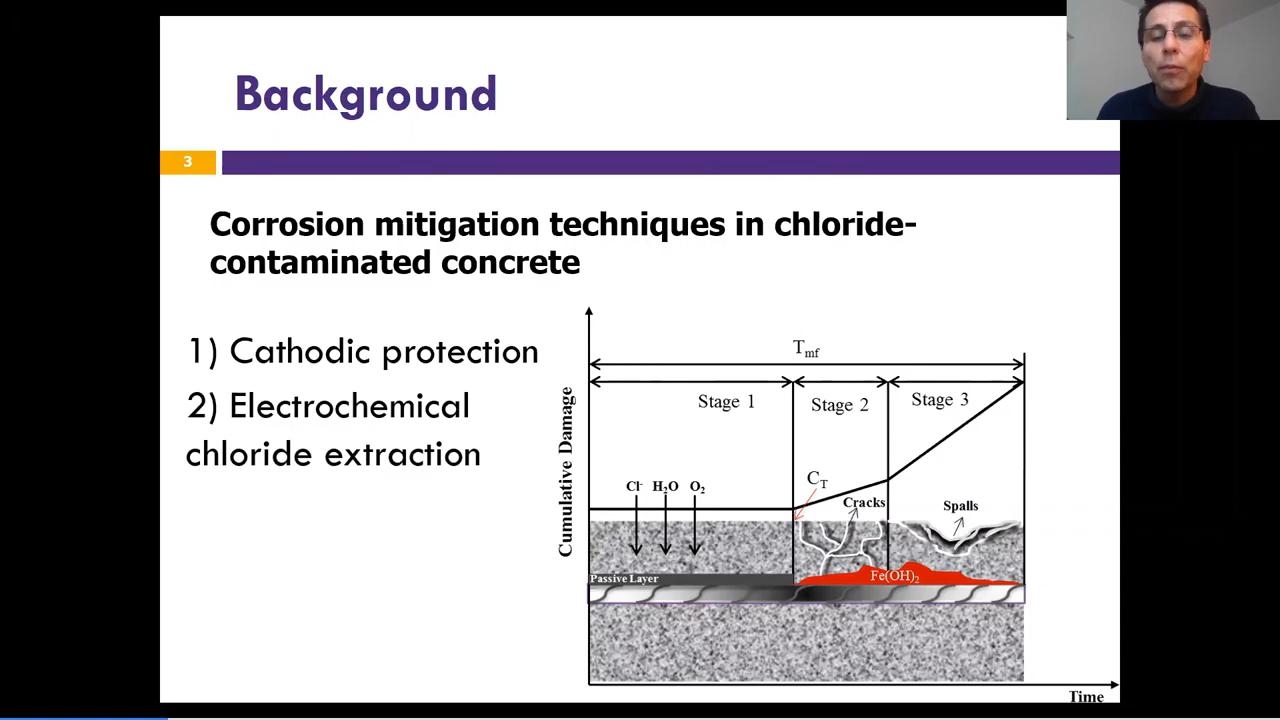 Background
3
Corrosion mitigation techniques in chloride-
contaminated concrete
1) Cathodic protection
2) Electrochemical
chloride extraction
Cumulative Damage
Tmf
Stage 1
Stage 2
Stage 3
CT
Cl- H2O O2
Cracks
Spalls
Passive Layer
Fe(OH)2
Time